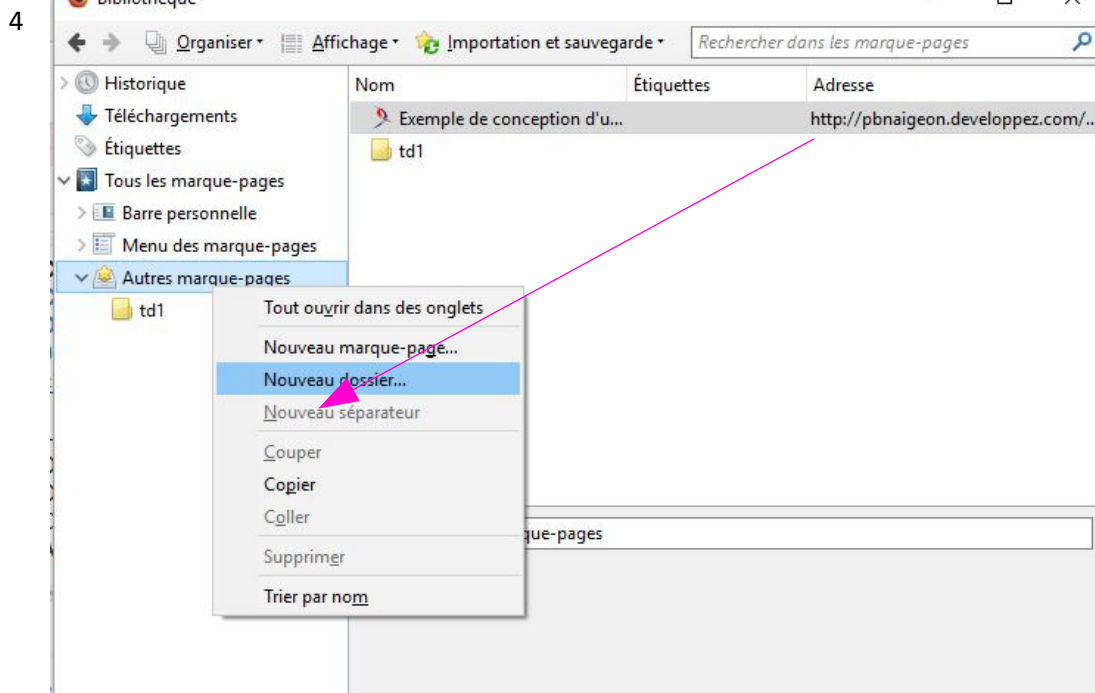 4
Bibliothèque
Organiser Affichage Importation et sauvegarde Rechercher dans les marque-pages
Historique
Téléchargements
Étiquettes
Tous les marque-pages
Barre personnelle
Menu des marque-pages
Autres marque-pages
td1
Nom Étiquettes Adresse
Exemple de conception d'u... http://pbnaigeon.developpez.com/...
td1
Tout ouvrir dans des onglets
Nouveau marque-page...
Nouveau dossier...
Nouveau séparateur
Couper
Copier
Coller
Supprimer
Trier par nom
que-pages